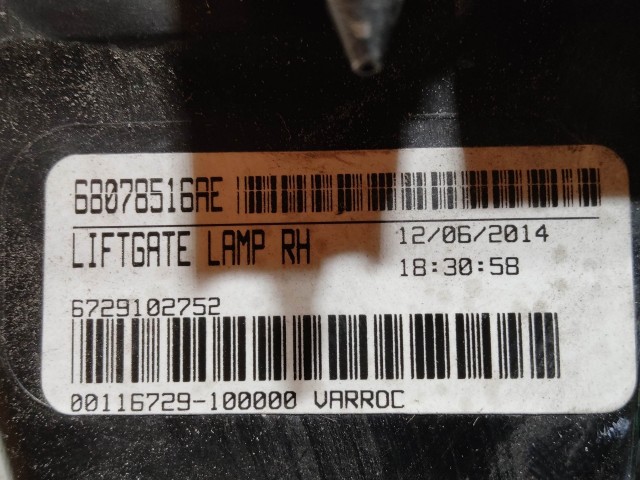 68078516AE
LIFTGATE LAMP RH 12/06/2014
18:30:58
6729102752
00116729-100000 VARROC